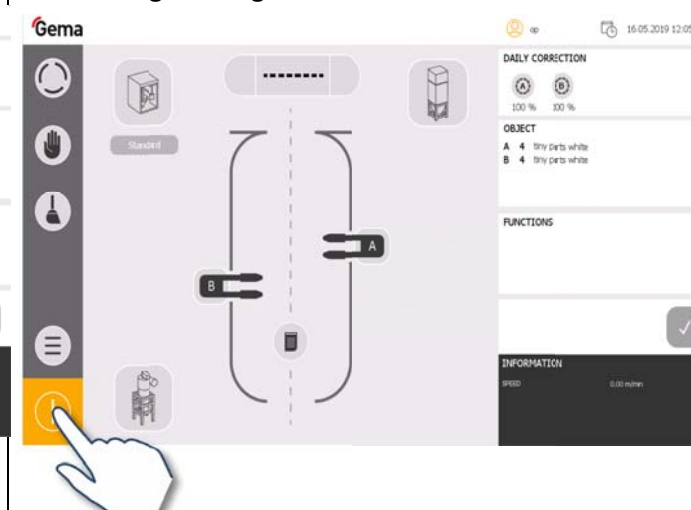 Gema
op
16.05.2019 12:05
DAILY CORRECTION
A B
100 % 100 %
OBJECT
A 4 tiny parts white
B 4 tiny parts white
Standard
A
FUNCTIONS
B
INFORMATION
SPEED 0.00 m/min